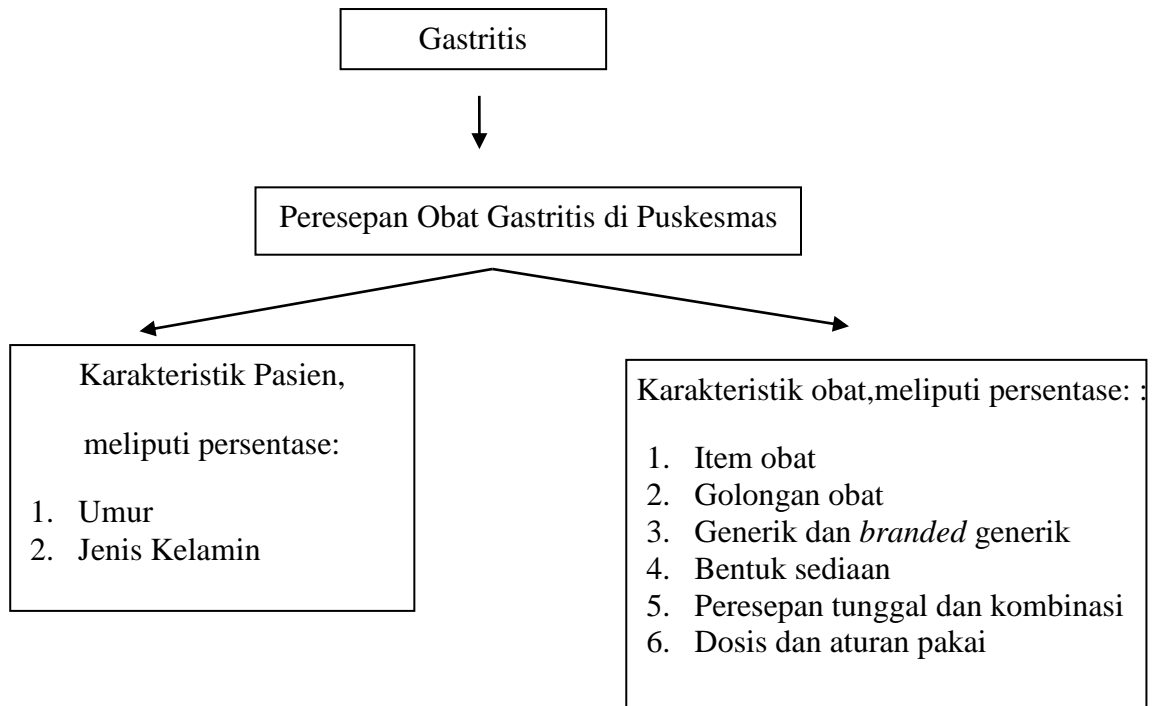 Gastritis
Peresepan Obat Gastritis di Puskesmas
Karakteristik Pasien,
meliputi persentase:
1. Umur
2. Jenis Kelamin
Karakteristik obat,meliputi persentase: :
1. Item obat
2. Golongan obat
3. Generik dan branded generik
4. Bentuk sediaan
5. Peresepan tunggal dan kombinasi
6. Dosis dan aturan pakai